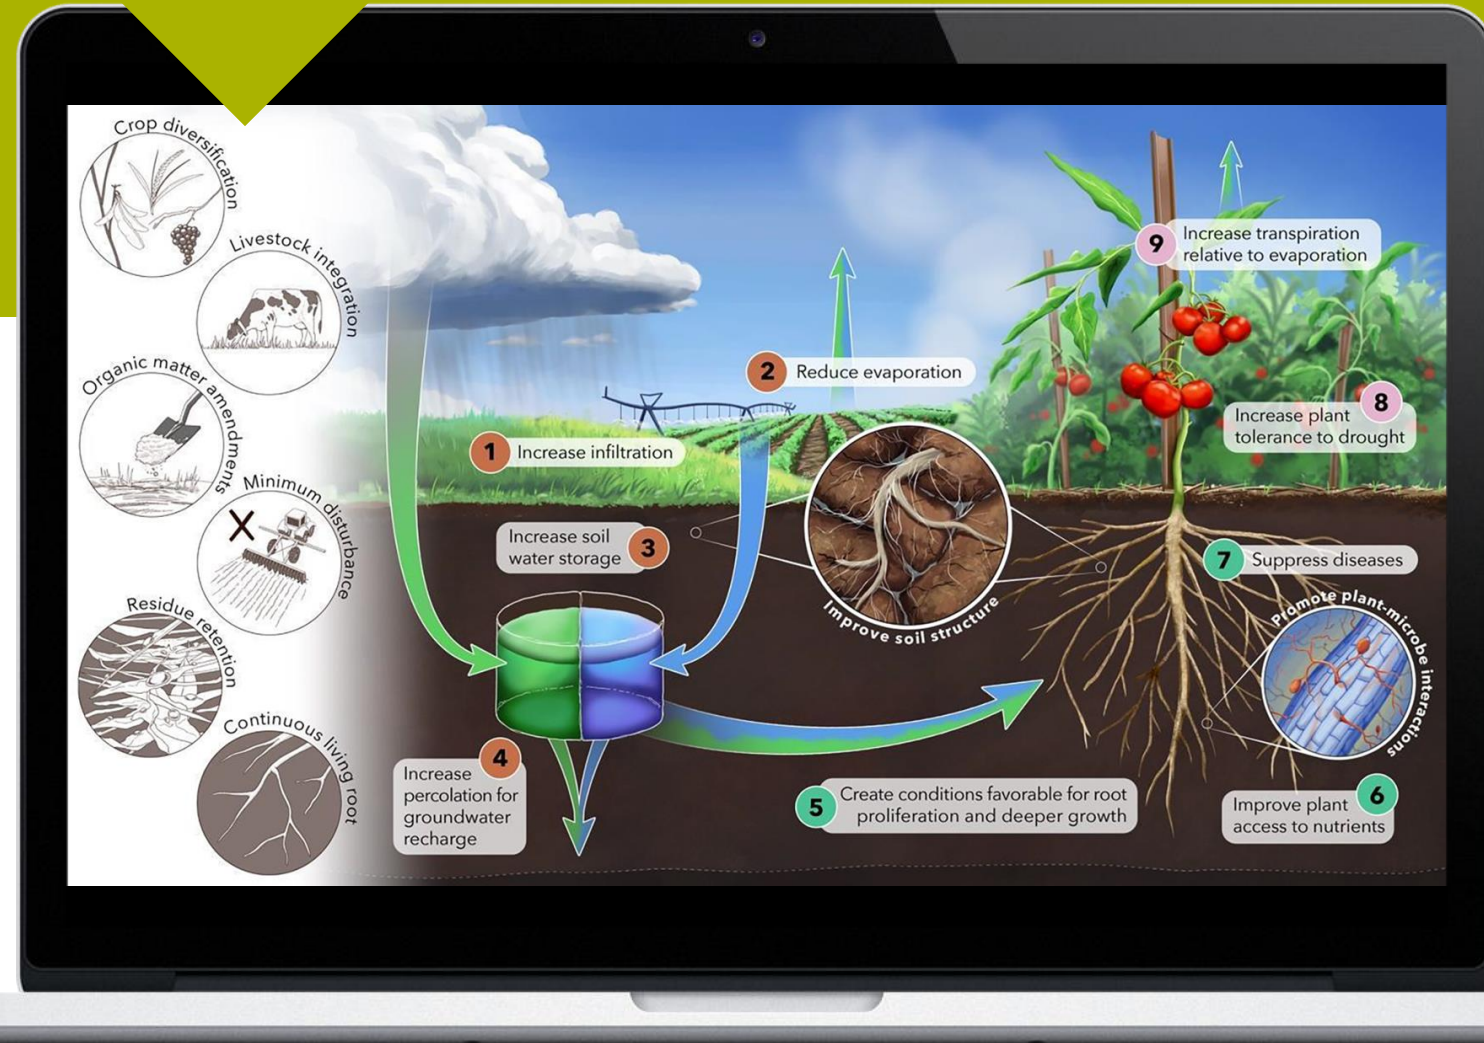 Crop diversification
Livestock integration
Organic matter amendments
Minimum disturbance
X
Residue retention
Continuous living root
1 Increase infiltration
2 Reduce evaporation
Increase soil
water storage
3
4
Increase
percolation for
groundwater
recharge
Improve soil structure
5
Create conditions favorable for root
proliferation and deeper growth
6
Improve plant
access to nutrients
7 Suppress diseases
Promote plant-microbe interactions
8
Increase plant
tolerance to drought
9
Increase transpiration
relative to evaporation